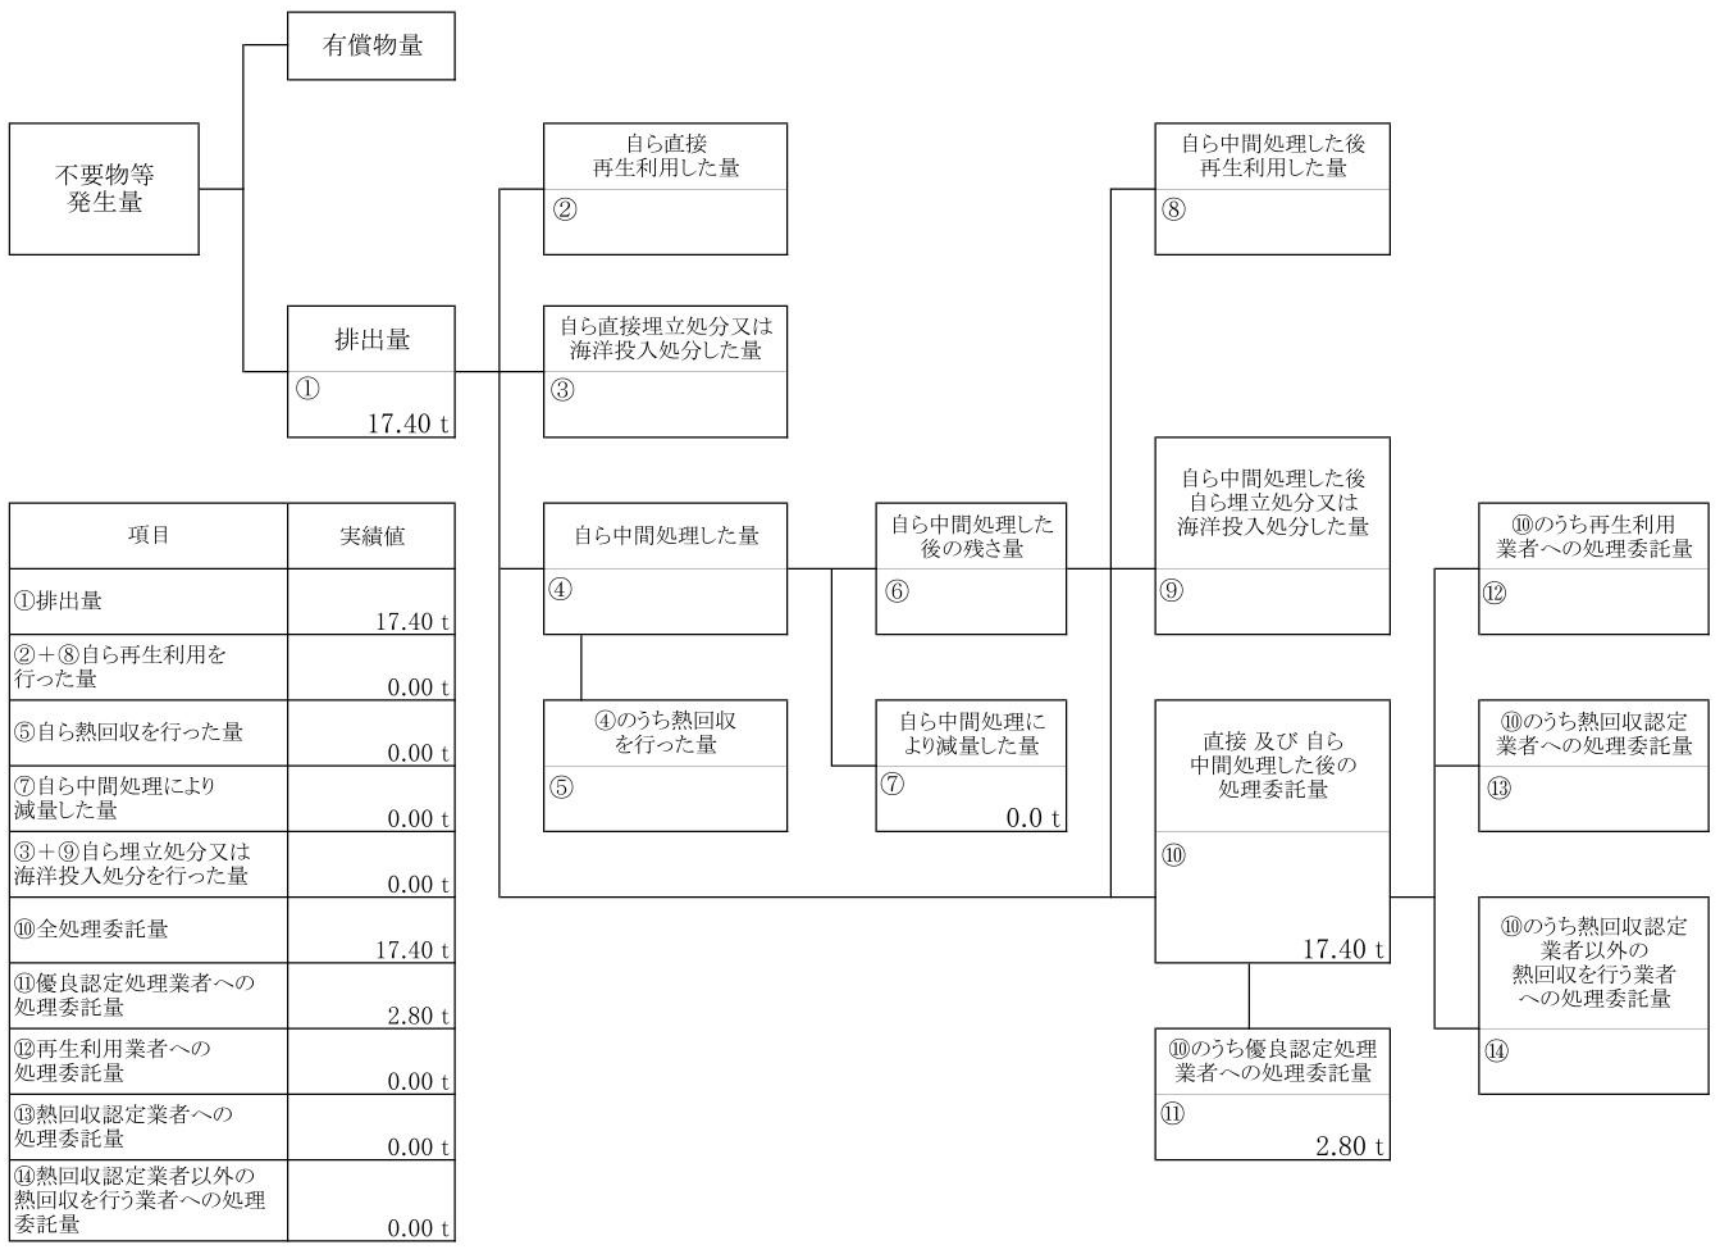 有償物量
不要物等
発生量
自ら直接
再生利用した量
②
自ら中間処理した後
再生利用した量
⑧
排出量
①
17.40 t
自ら直接埋立処分又は
海洋投入処分した量
③
自ら中間処理した量
④
自ら中間処理した
後の残さ量
⑥
自ら中間処理した後
自ら埋立処分又は
海洋投入処分した量
⑨
⑩のうち再生利用
業者への処理委託量
⑫
④のうち熱回収
を行った量
⑤
自ら中間処理に
より減量した量
⑦
0.0 t
直接 及び 自ら
中間処理した後の
処理委託量
⑩
17.40 t
⑩のうち熱回収認定
業者への処理委託量
⑬
⑩のうち熱回収認定
業者以外の
熱回収を行う業者
への処理委託量
⑭
⑩のうち優良認定処理
業者への処理委託量
⑪
2.80 t
項目 実績値
①排出量
17.40 t
②＋⑧自ら再生利用を
行った量
0.00 t
⑤自ら熱回収を行った量
0.00 t
⑦自ら中間処理により
減量した量
0.00 t
③＋⑨自ら埋立処分又は
海洋投入処分を行った量
0.00 t
⑩全処理委託量
17.40 t
⑪優良認定処理業者への
処理委託量
2.80 t
⑫再生利用業者への
処理委託量
0.00 t
⑬熱回収認定業者への
処理委託量
0.00 t
⑭熱回収認定業者以外の
熱回収を行う業者への処理
委託量
0.00 t